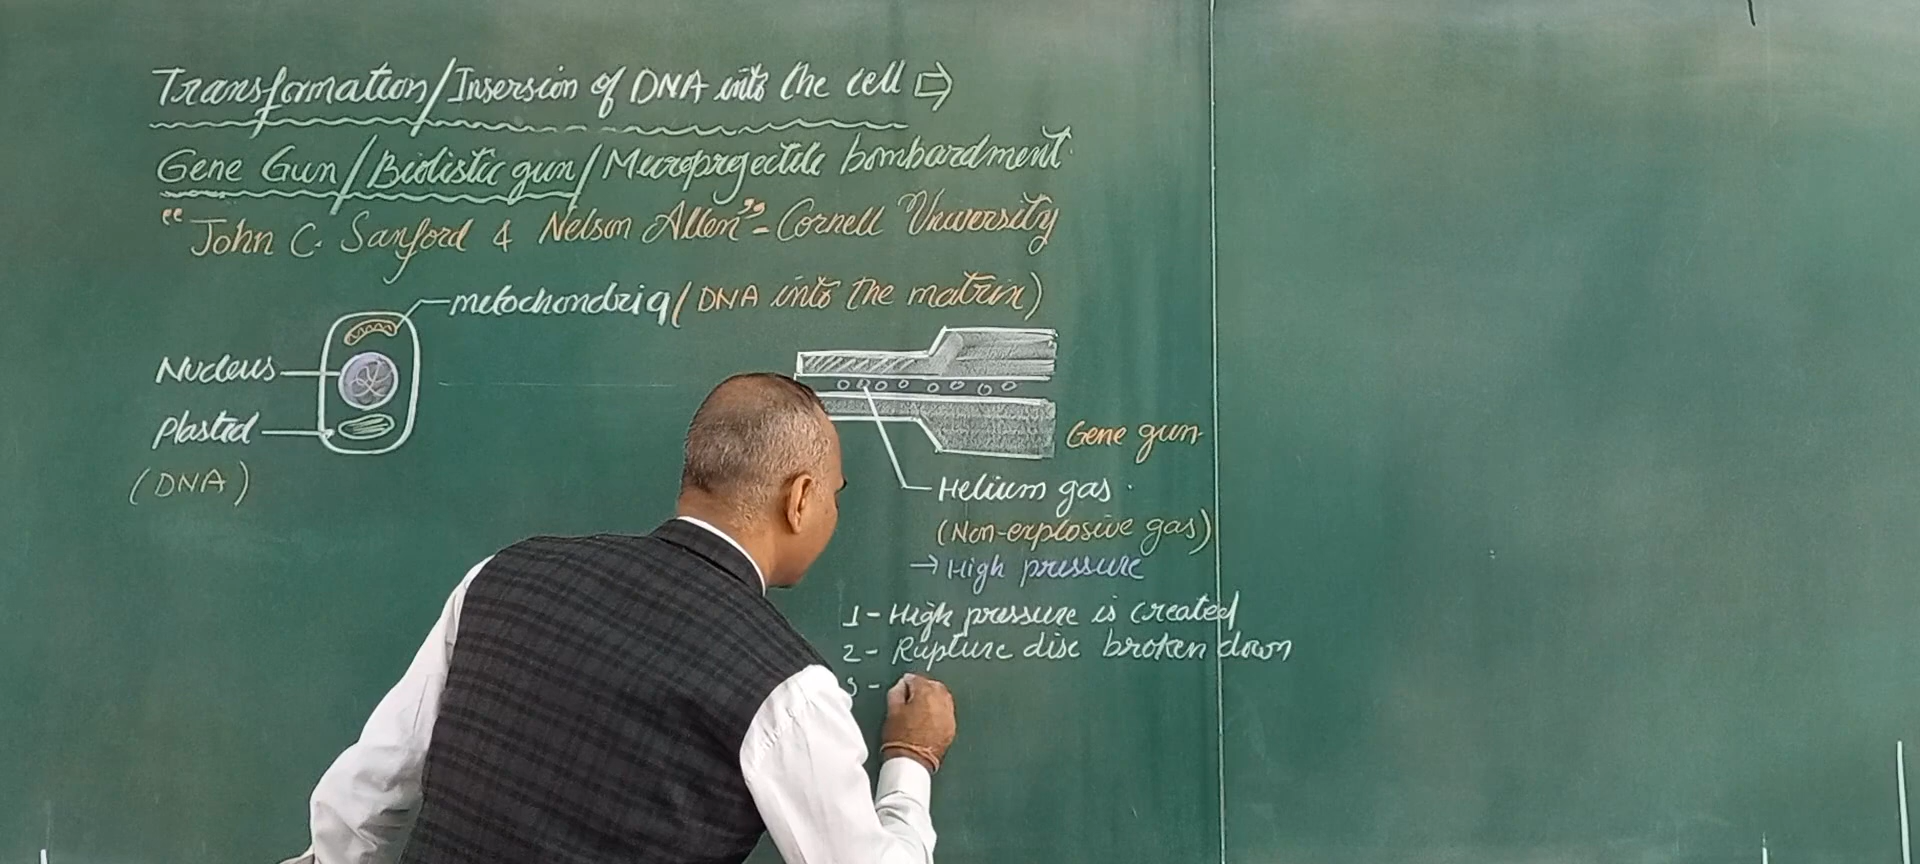 Transformation/Insersion of DNA into the cell
Gene Gun/Biolistic gun/Microprojectile bombardment
"John C. Sanford & Nelson Allen" - Cornell University
mitochondria (DNA into the matrix)
Nucleus
Plastid
(DNA)
Gene gun
Helium gas
(Non-explosive gas)
→ High pressure
1 - High pressure is created
2 - Rupture disc broken down
3 -